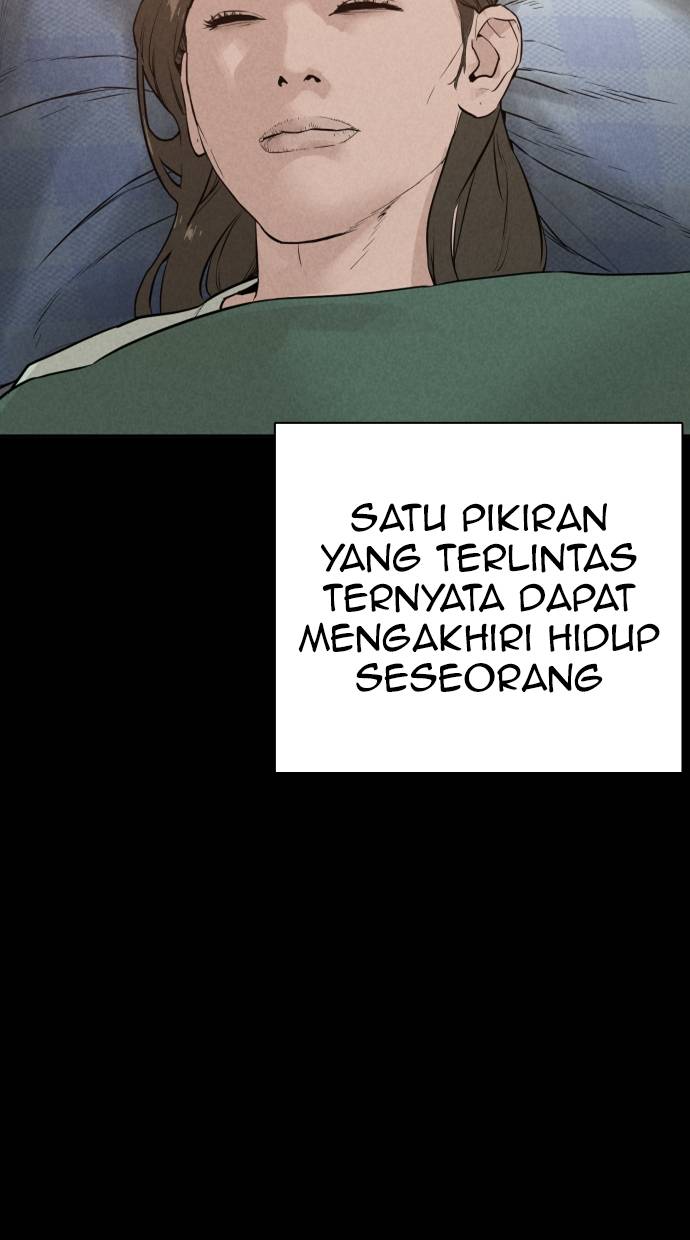 SATU PIKIRAN
YANG TERLINTAS
TERNYATA DAPAT
MENGAKHIRI HIDUP
SESEORANG